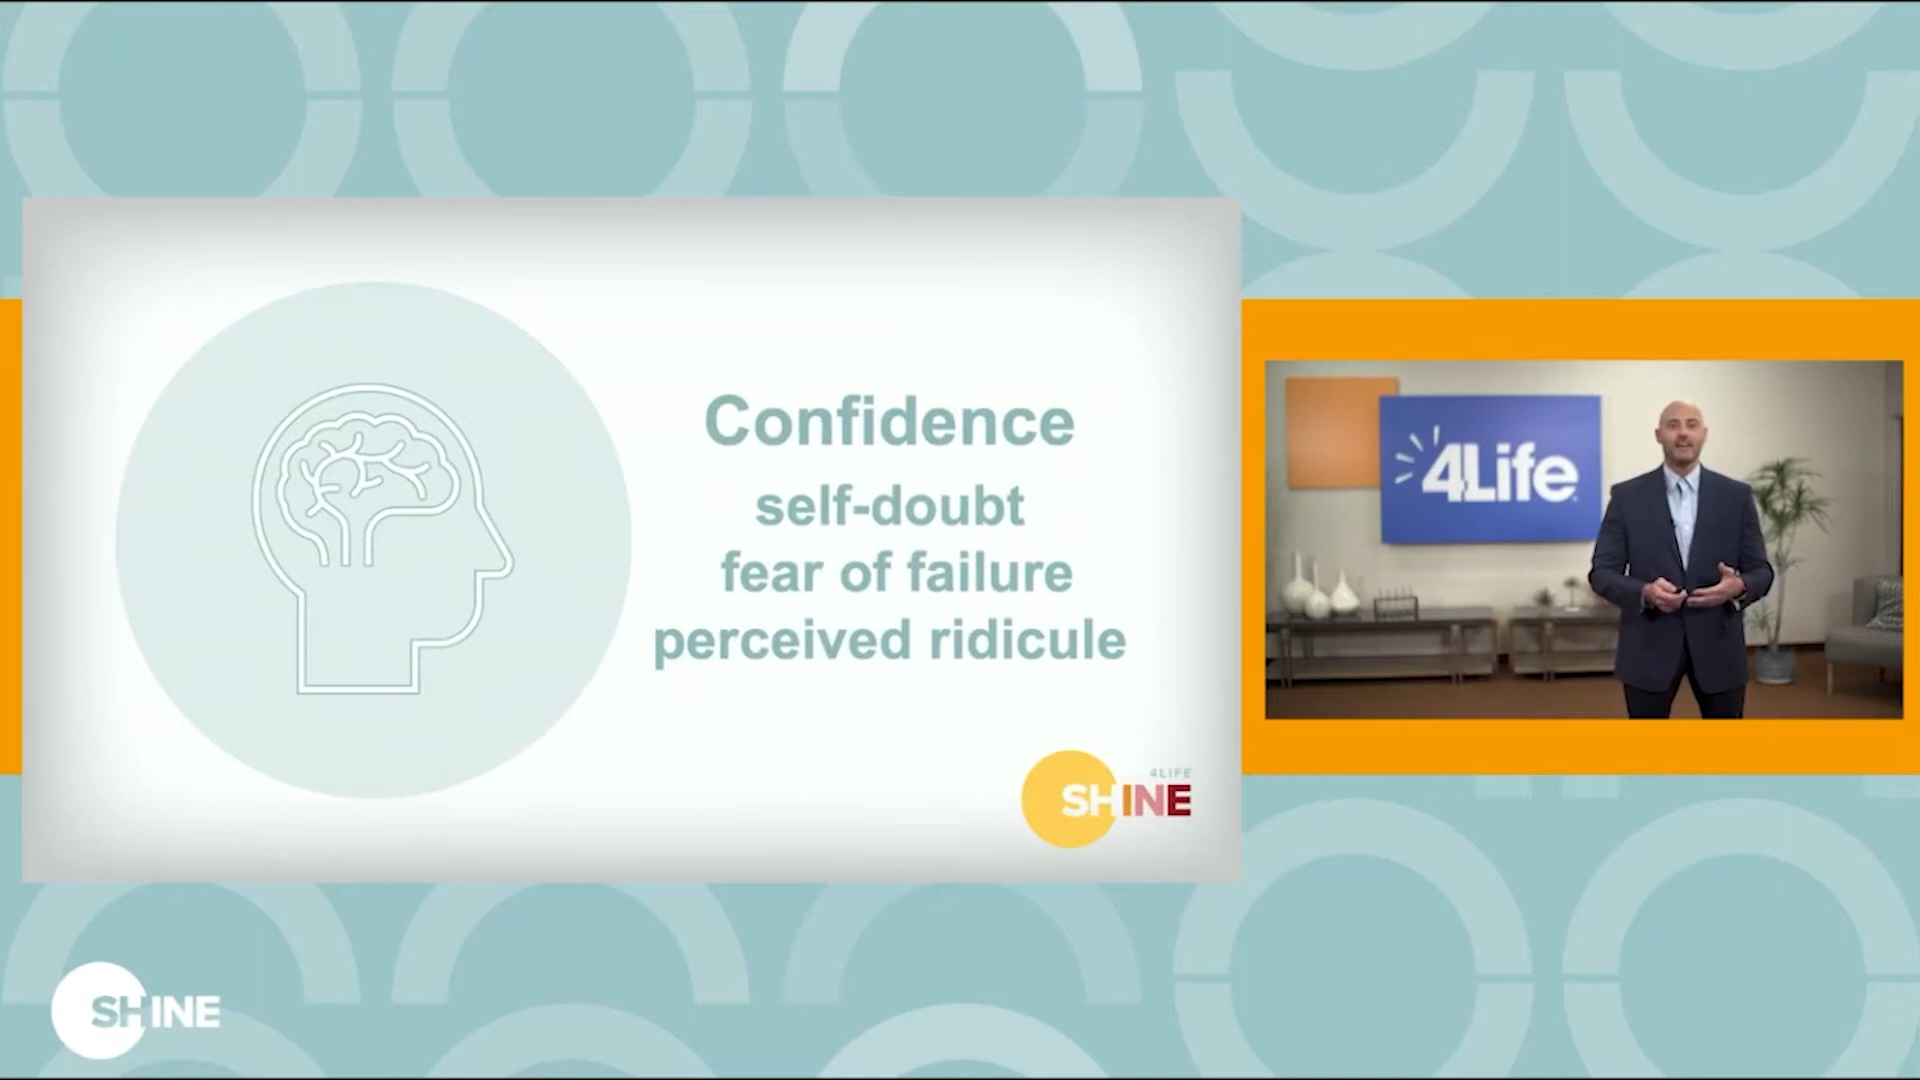 Confidence
self-doubt
fear of failure
perceived ridicule
4LIFE
SHINE
4Life
SHINE